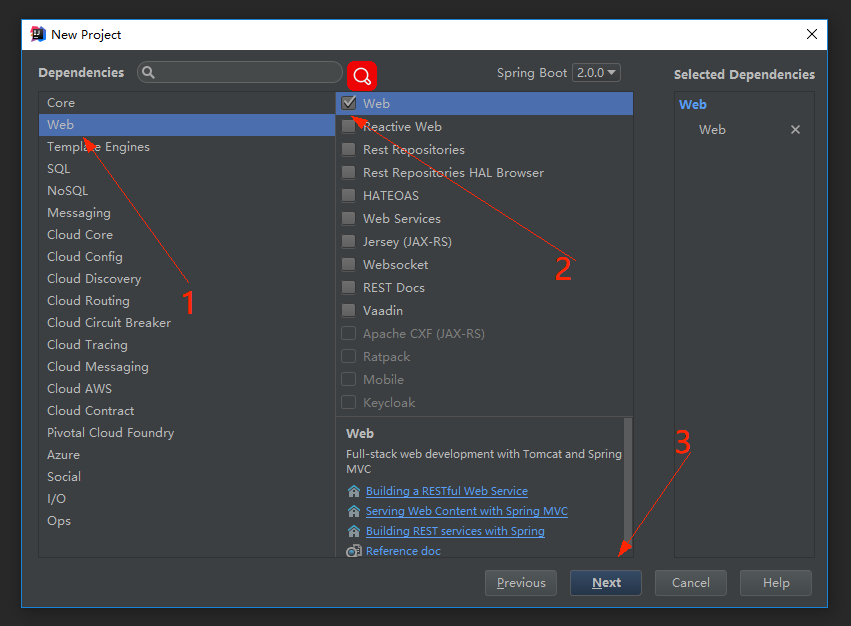 New Project
Dependencies
Spring Boot 2.0.0
Selected Dependencies
Core
Web
Template Engines
SQL
NoSQL
Messaging
Cloud Core
Cloud Config
Cloud Discovery
Cloud Routing
Cloud Circuit Breaker
Cloud Tracing
Cloud Messaging
Cloud AWS
Cloud Contract
Pivotal Cloud Foundry
Azure
Social
I/O
Ops
1
Web
Reactive Web
Rest Repositories
Rest Repositories HAL Browser
HATEOAS
Web Services
Jersey (JAX-RS)
Websocket
REST Docs
Vaadin
Apache CXF (JAX-RS)
Ratpack
Mobile
Keycloak
2
Web
Full-stack web development with Tomcat and Spring
MVC
Building a RESTful Web Service
Serving Web Content with Spring MVC
Building REST services with Spring
Reference doc
Web
Web
3
Previous
Next
Cancel
Help